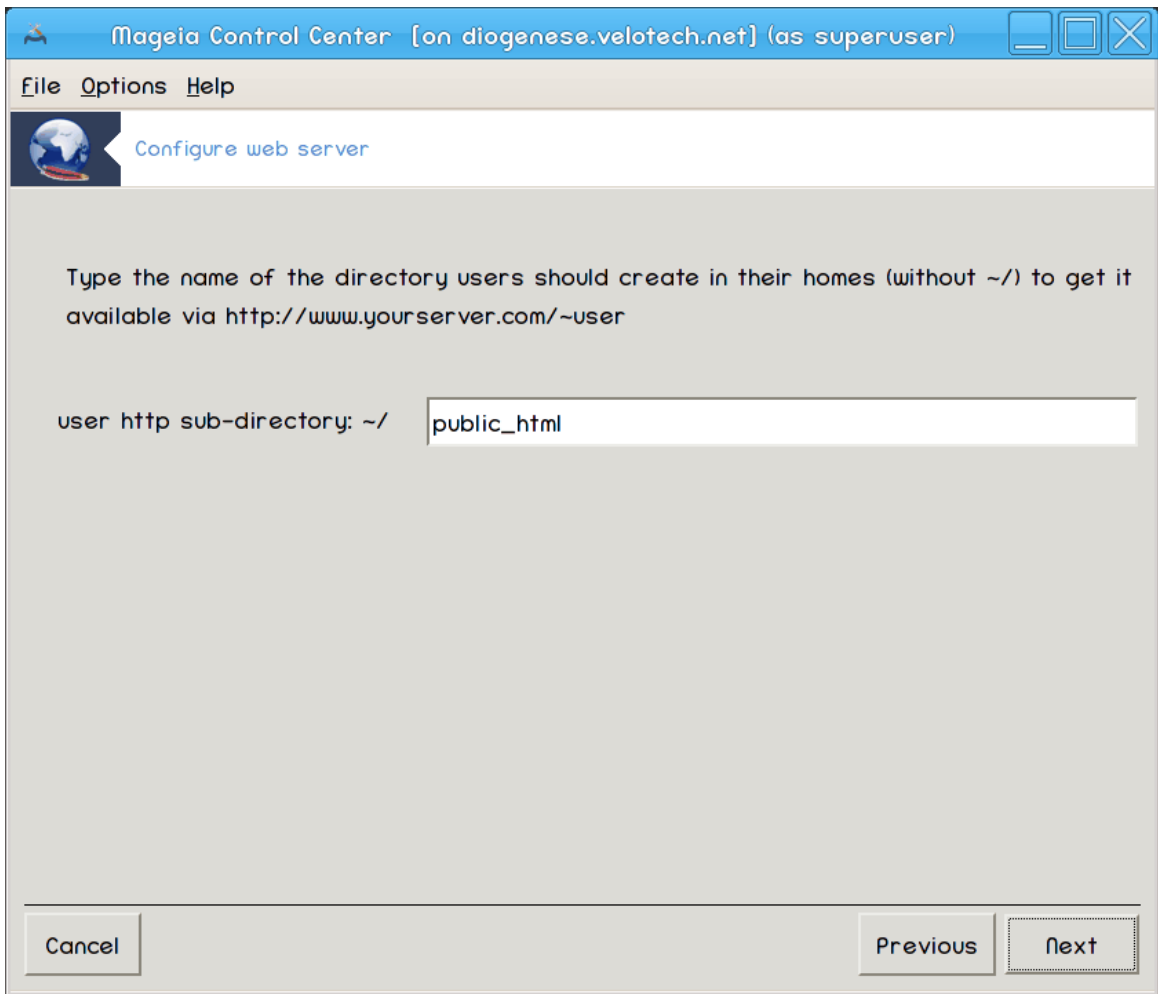 Mageia Control Center [on diogenese.velotech.net] (as superuser)
File Options Help
Configure web server
Type the name of the directory users should create in their homes (without ~/) to get it
available via http://www.yourserver.com/~user
user http sub-directory: ~/ public_html
Cancel Previous Next